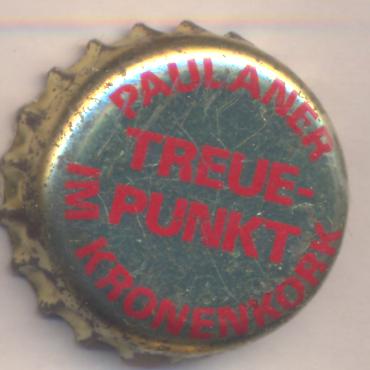 PAULANER
TREUE-
PUNKT
IM KRONENKORK